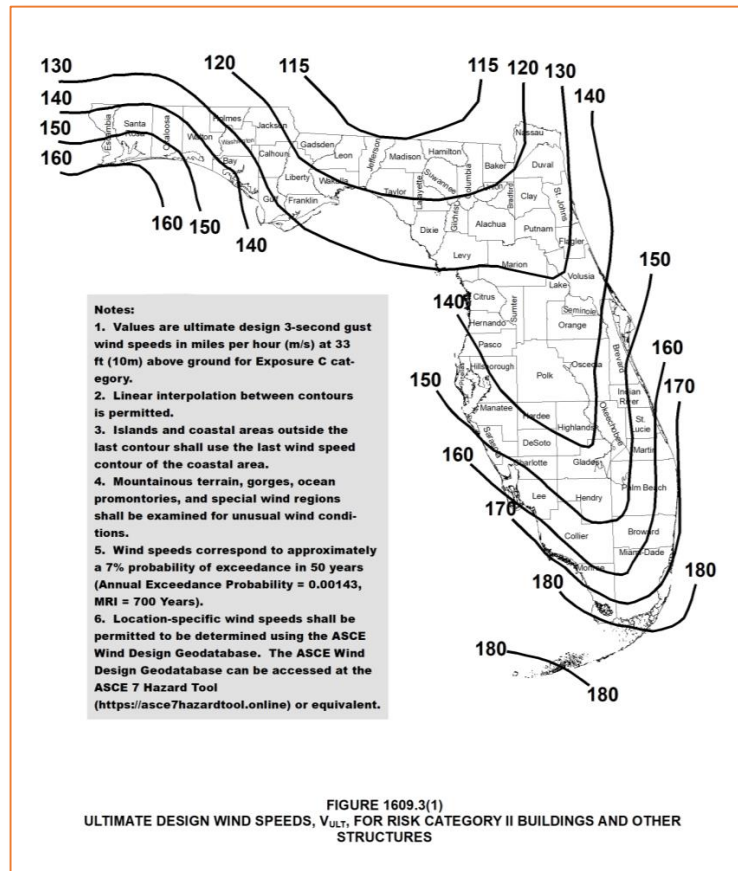 130
120
115
115
120
130
140
140
150
160
160
150
140
Escambia
Santa
Rosa
Okaloosa
Walton
Holmes
Washington
Jackson
Bay
Calhoun
Gulf
Liberty
Franklin
Gadsden
Leon
Wakulla
Jefferson
Madison
Taylor
Hamilton
Suwannee
Lafayette
Columbia
Dixie
Gilchrist
Baker
Union
Bradford
Nassau
Duval
Clay
St. Johns
Alachua
Putnam
Flagler
Levy
Marion
Volusia
Lake
Citrus
Sumter
Hernando
Pasco
Hillsborough
Seminole
Orange
Osceola
Brevard
Polk
Indian
River
Manatee
Hardee
Highlands
Okeechobee
St.
Lucie
Sarasota
DeSoto
Martin
Charlotte
Glades
Palm Beach
Lee
Hendry
Collier
Broward
Miami-Dade
Monroe
150
160
170
140
150
160
170
180
180
180
180
Notes:
1. Values are ultimate design 3-second gust
wind speeds in miles per hour (m/s) at 33
ft (10m) above ground for Exposure C cat-
egory.
2. Linear interpolation between contours
is permitted.
3. Islands and coastal areas outside the
last contour shall use the last wind speed
contour of the coastal area.
4. Mountainous terrain, gorges, ocean
promontories, and special wind regions
shall be examined for unusual wind condi-
tions.
5. Wind speeds correspond to approximately
a 7% probability of exceedance in 50 years
(Annual Exceedance Probability = 0.00143,
MRI = 700 Years).
6. Location-specific wind speeds shall be
permitted to be determined using the ASCE
Wind Design Geodatabase. The ASCE Wind
Design Geodatabase can be accessed at the
ASCE 7 Hazard Tool
(https://asce7hazardtool.online) or equivalent.
FIGURE 1609.3(1)
ULTIMATE DESIGN WIND SPEEDS, VULT, FOR RISK CATEGORY II BUILDINGS AND OTHER
STRUCTURES